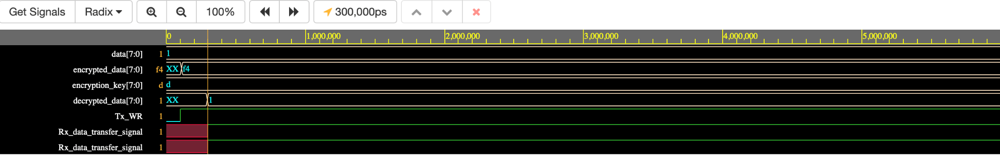 Get Signals Radix 100% 300,000ps
0 1,000,000 2,000,000 3,000,000 4,000,000 5,000,000
data[7:0] 1 1
encrypted_data[7:0] f4 XX f4
encryption_key[7:0] d d
decrypted_data[7:0] 1 XX 1
Tx_WR 1
Rx_data_transfer_signal 1
Rx_data_transfer_signal 1